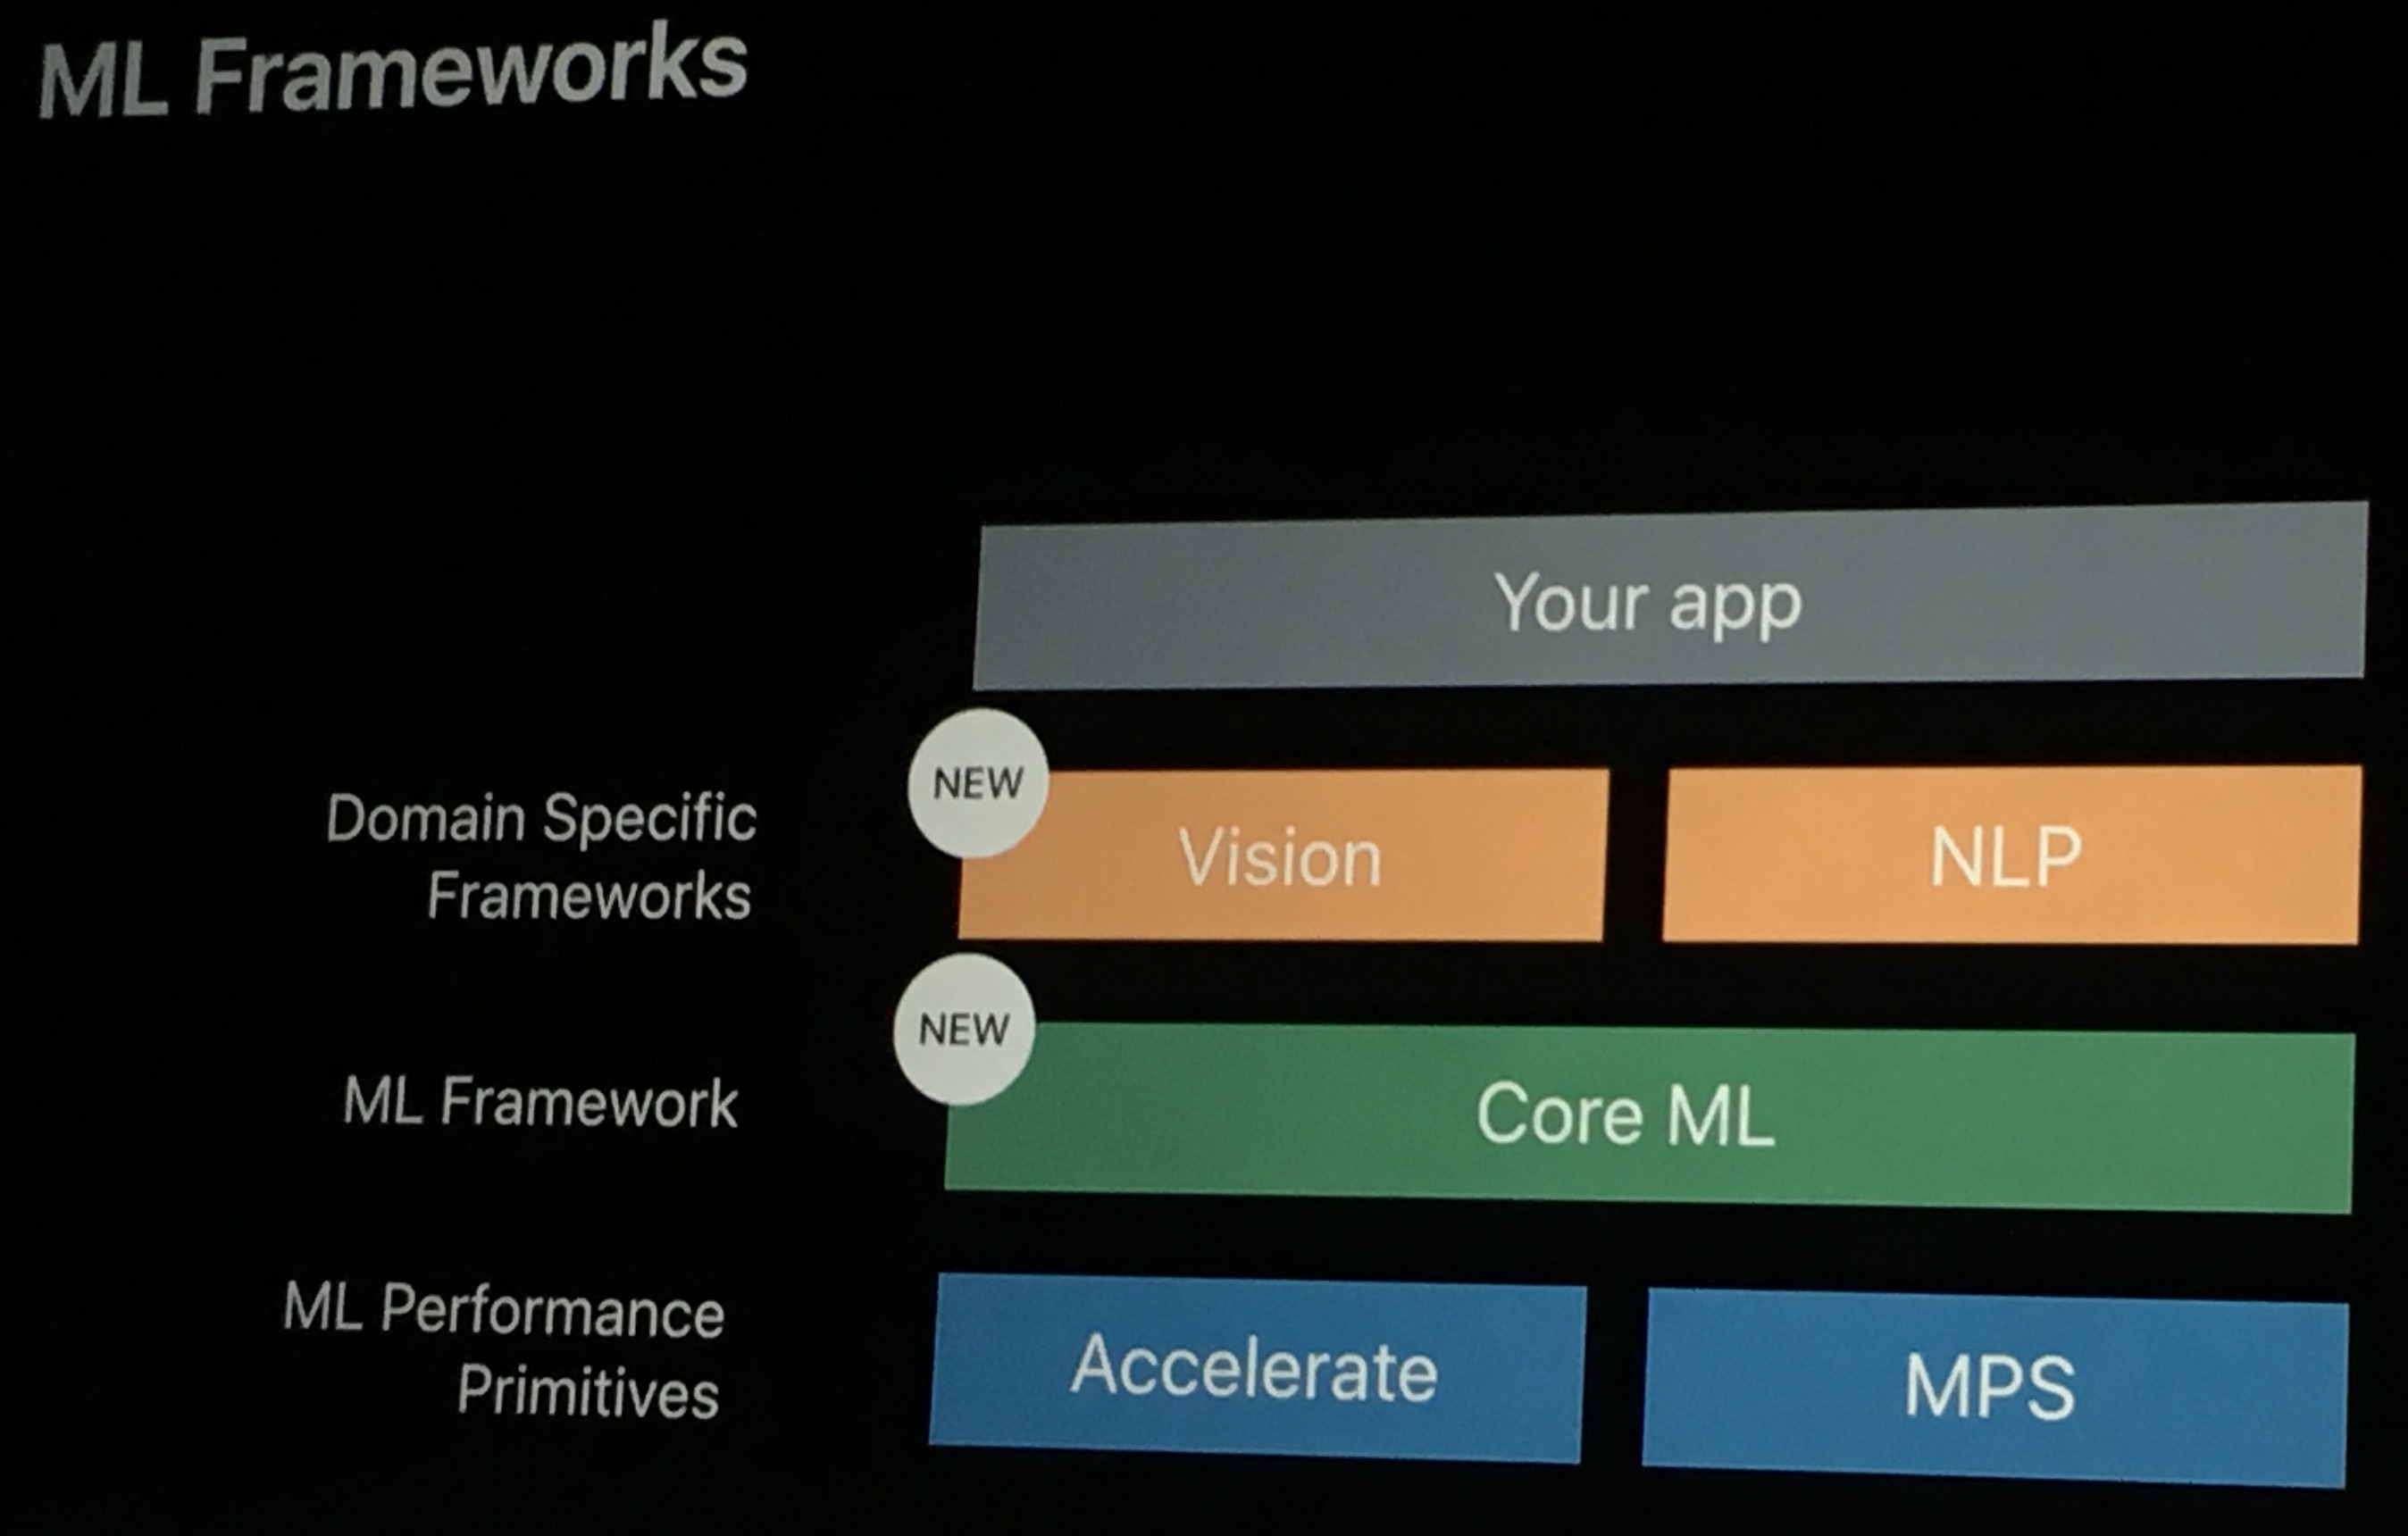 ML Frameworks
Your app
NEW
Domain Specific
Frameworks
Vision
NLP
NEW
ML Framework
Core ML
ML Performance
Primitives
Accelerate
MPS